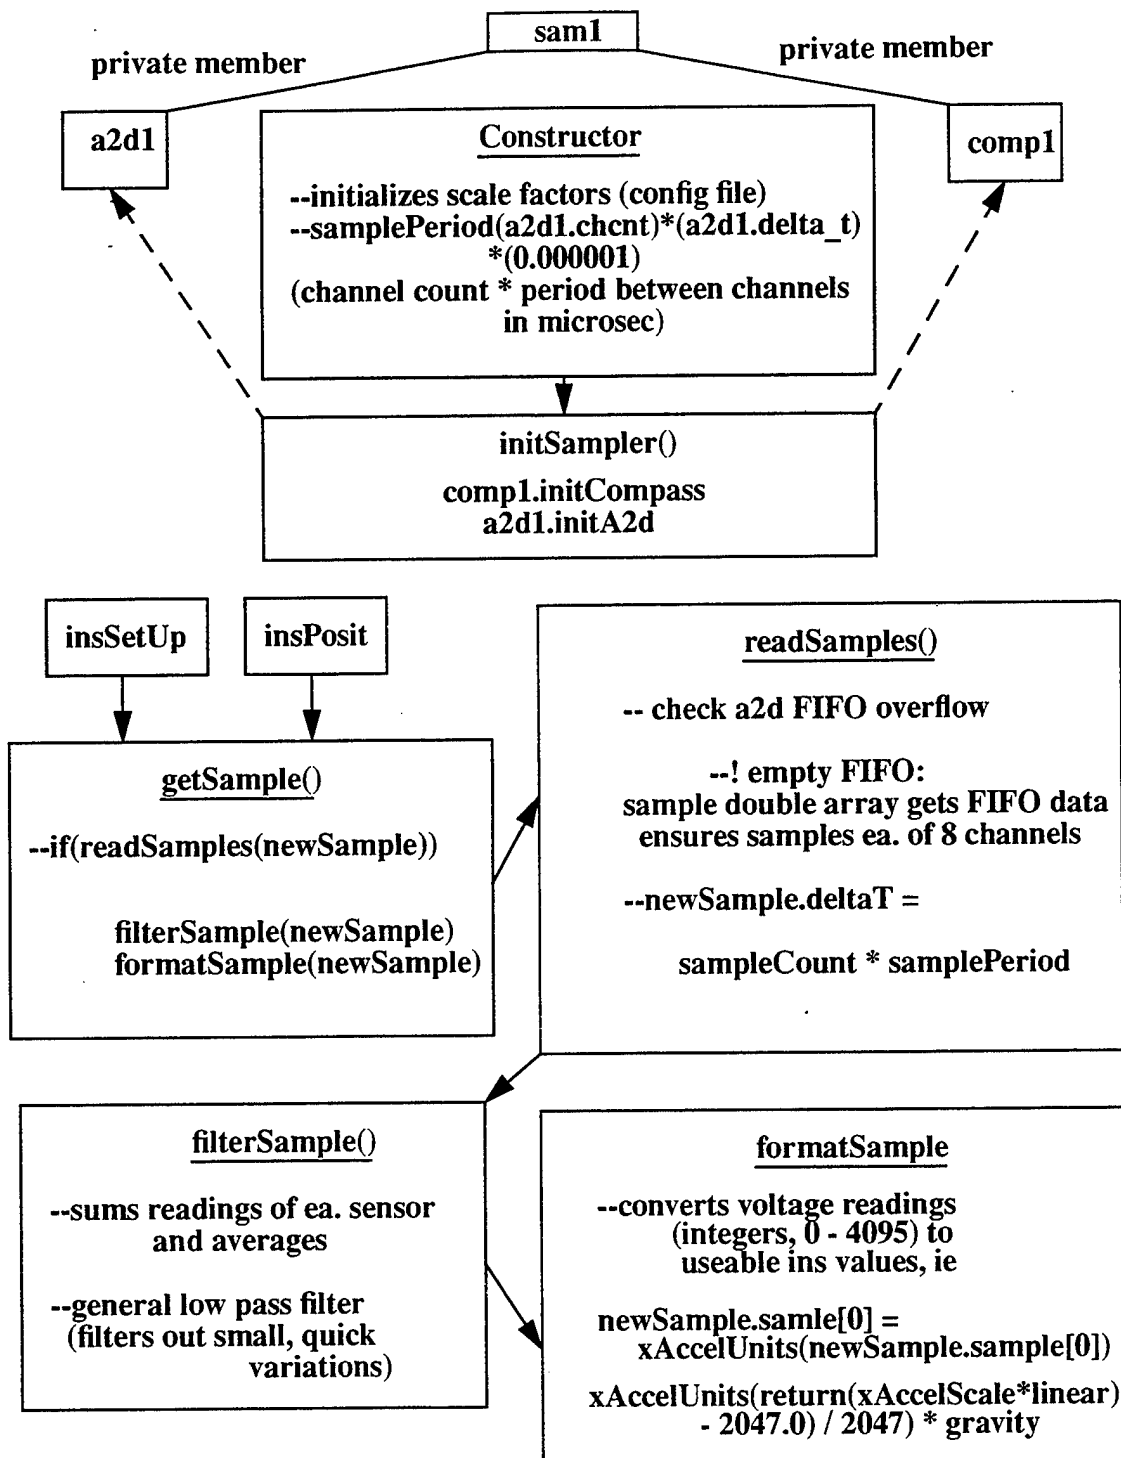 sam1
private member
private member
a2d1
comp1
Constructor
--initializes scale factors (config file)
--samplePeriod(a2d1.chcnt)*(a2d1.delta_t)
*(0.000001)
(channel count * period between channels
in microsec)
initSampler()
comp1.initCompass
a2d1.initA2d
insSetUp
insPosit
getSample()
--if(readSamples(newSample))
filterSample(newSample)
formatSample(newSample)
readSamples()
-- check a2d FIFO overflow
--! empty FIFO:
sample double array gets FIFO data
ensures samples ea. of 8 channels
--newSample.deltaT =
sampleCount * samplePeriod
filterSample()
--sums readings of ea. sensor
and averages
--general low pass filter
(filters out small, quick
variations)
formatSample
--converts voltage readings
(integers, 0 - 4095) to
useable ins values, ie
newSample.samle[0] =
xAccelUnits(newSample.sample[0])
xAccelUnits(return(xAccelScale*linear)
- 2047.0) / 2047) * gravity